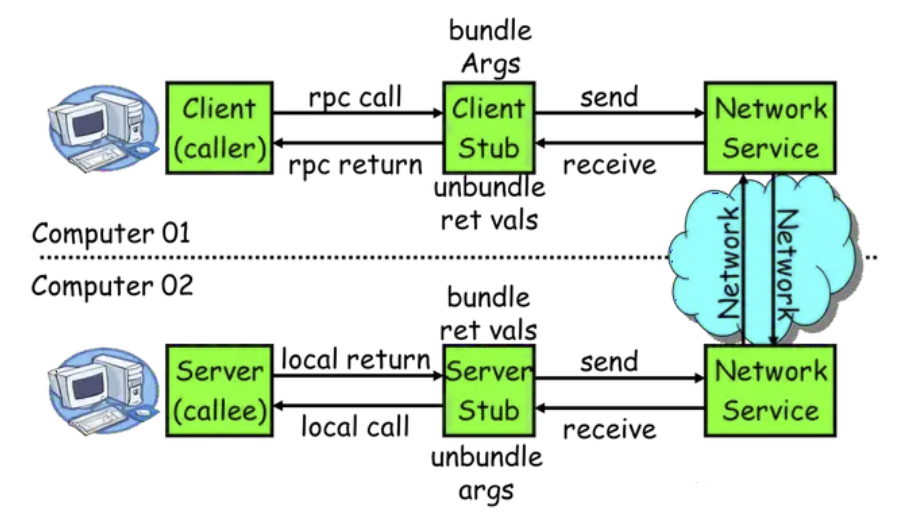 bundle
Args
Client
(caller)
rpc call
rpc return
Client
Stub
send
receive
Network
Service
unbundle
ret vals
Computer 01
Network
Network
Computer 02
bundle
ret vals
Server
(callee)
local return
local call
Server
Stub
send
receive
Network
Service
unbundle
args